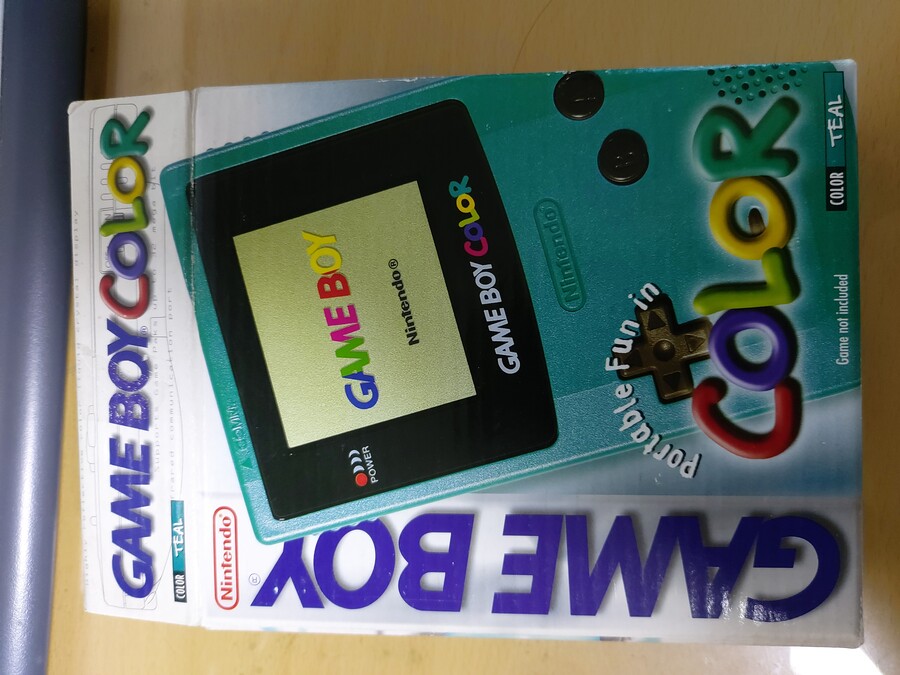 GAME BOY COLOR
COLOR TEAL
Nintendo®
GAME BOY
POWER
GAME BOY
Nintendo®
GAME BOY COLOR
Nintendo
B
A
Portable Fun in
COLOR
COLOR TEAL
Game not included